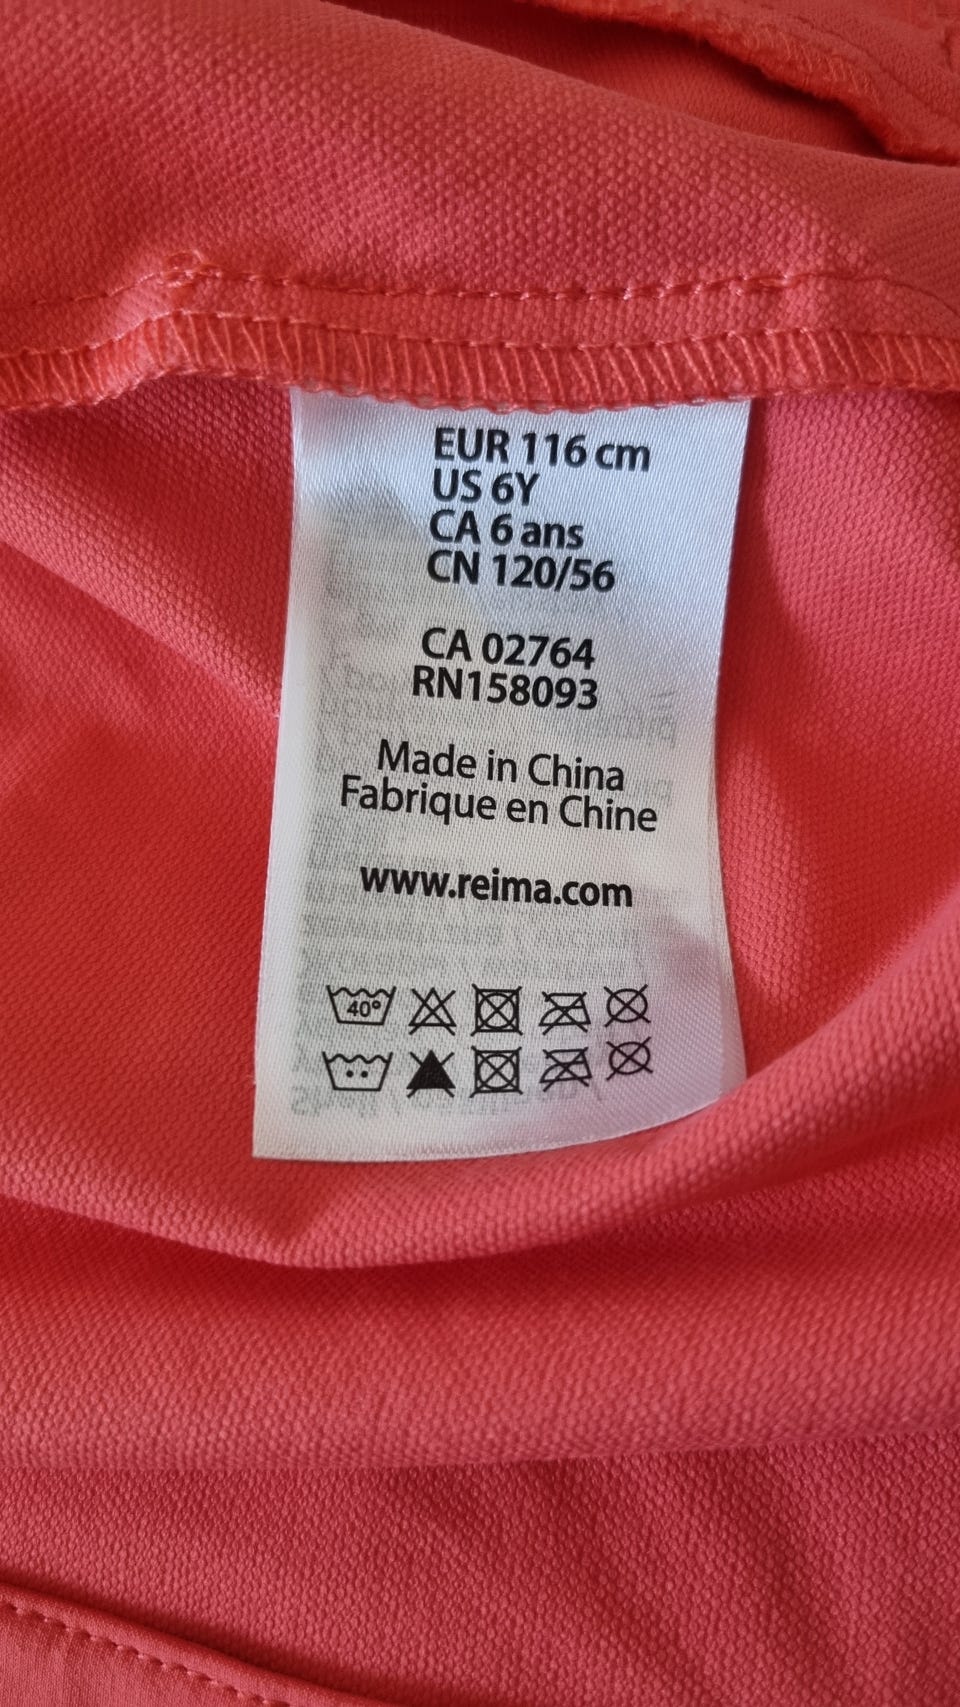 EUR 116 cm
US 6Y
CA 6 ans
CN 120/56
CA 02764
RN158093
Made in China
Fabrique en Chine
www.reima.com
40°